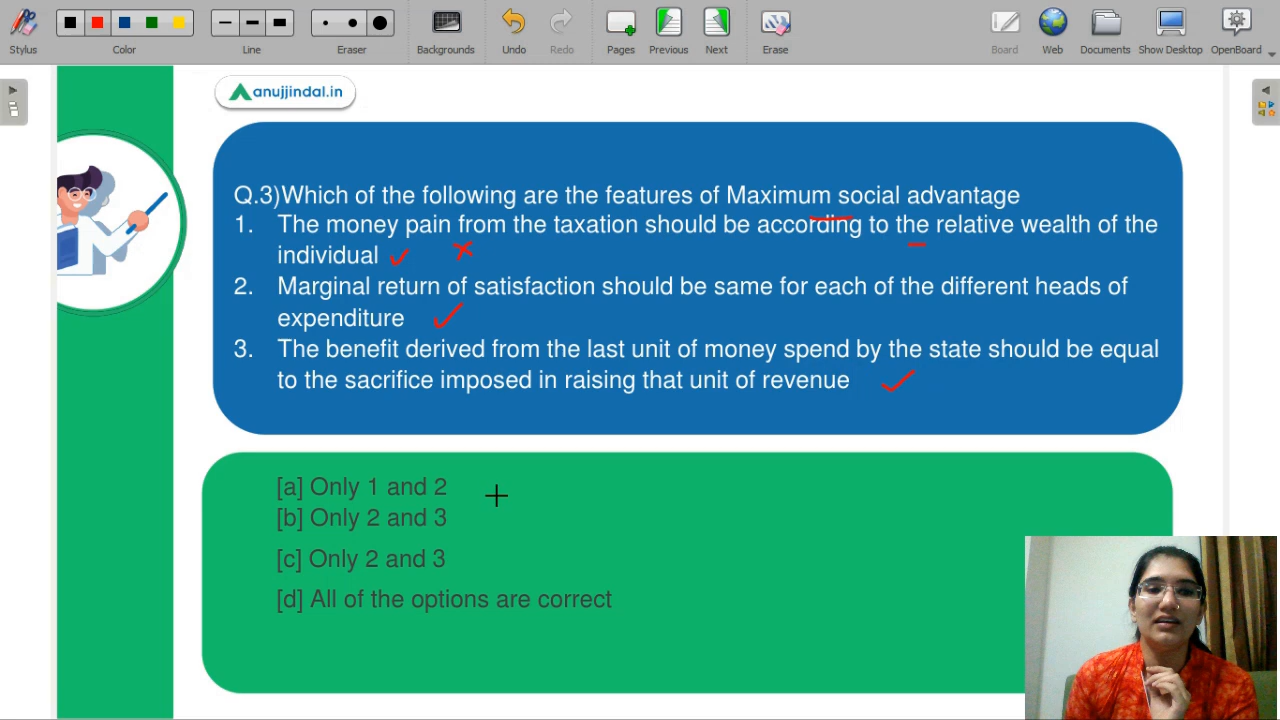 Stylus
Color
Line
Eraser
Backgrounds
Undo
Redo
Pages
Previous
Next
Erase
Board
Web
Documents
Show Desktop
OpenBoard
anujjindal.in
Q.3)Which of the following are the features of Maximum social advantage
1. The money pain from the taxation should be according to the relative wealth of the
individual
2. Marginal return of satisfaction should be same for each of the different heads of
expenditure
3. The benefit derived from the last unit of money spend by the state should be equal
to the sacrifice imposed in raising that unit of revenue
[a] Only 1 and 2
[b] Only 2 and 3
[c] Only 2 and 3
[d] All of the options are correct